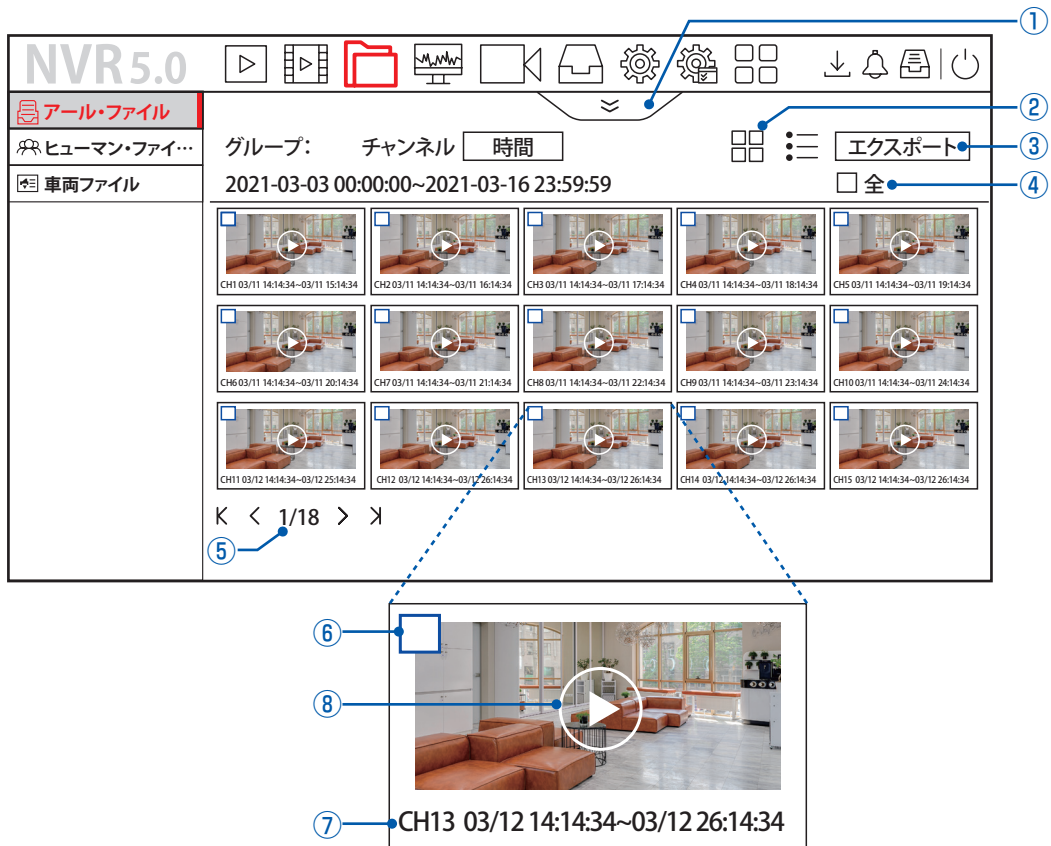 ①
NVR 5.0
アール・ファイル
②
ヒューマン・ファイ…
グループ： チャンネル 時間 エクスポート
③
車両ファイル
2021-03-03 00:00:00~2021-03-16 23:59:59 全
④
CH1 03/11 14:14:34~03/11 15:14:34
CH2 03/11 14:14:34~03/11 16:14:34
CH3 03/11 14:14:34~03/11 17:14:34
CH4 03/11 14:14:34~03/11 18:14:34
CH5 03/11 14:14:34~03/11 19:14:34
CH6 03/11 14:14:34~03/11 20:14:34
CH7 03/11 14:14:34~03/11 21:14:34
CH8 03/11 14:14:34~03/11 22:14:34
CH9 03/11 14:14:34~03/11 23:14:34
CH10 03/11 14:14:34~03/11 24:14:34
CH11 03/12 14:14:34~03/12 25:14:34
CH12 03/12 14:14:34~03/12 26:14:34
CH13 03/12 14:14:34~03/12 26:14:34
CH14 03/12 14:14:34~03/12 26:14:34
CH15 03/12 14:14:34~03/12 26:14:34
1/18
⑤
⑥
⑧
⑦
CH13 03/12 14:14:34~03/12 26:14:34